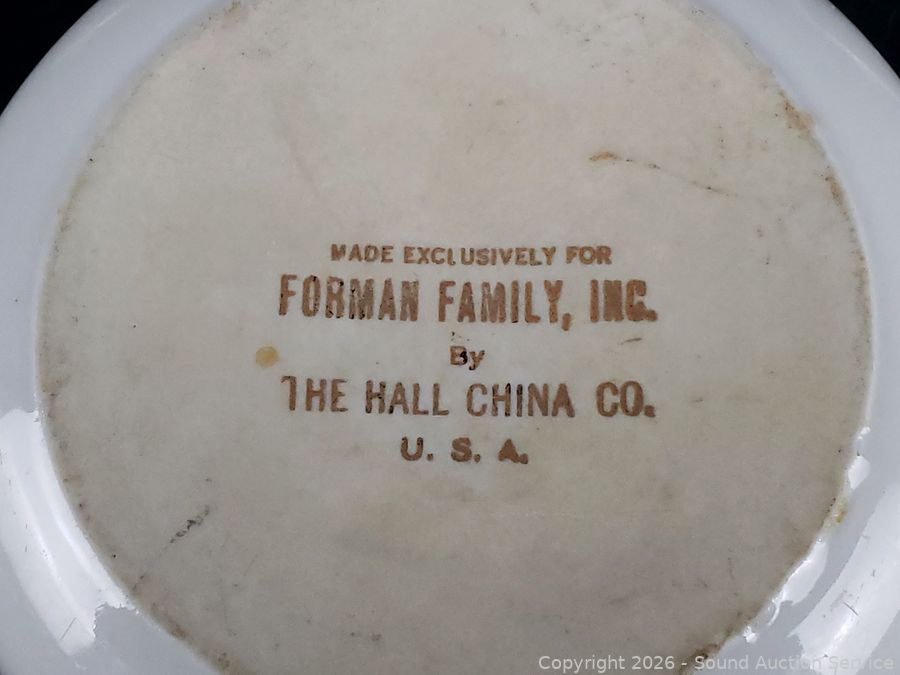 MADE EXCLUSIVELY FOR
FORMAN FAMILY, INC.
By
THE HALL CHINA CO.
U. S. A.
Copyright 2026 - Sound Auction Service